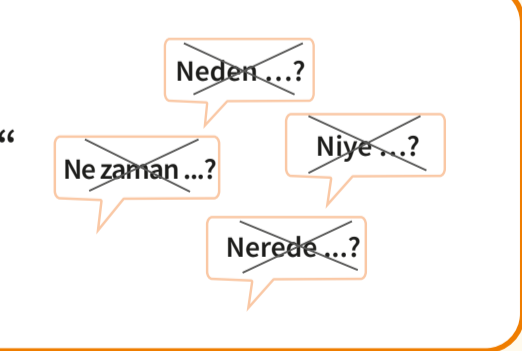 Neden ...?
“
Niye ...?
Ne zaman ...?
Nerede ...?